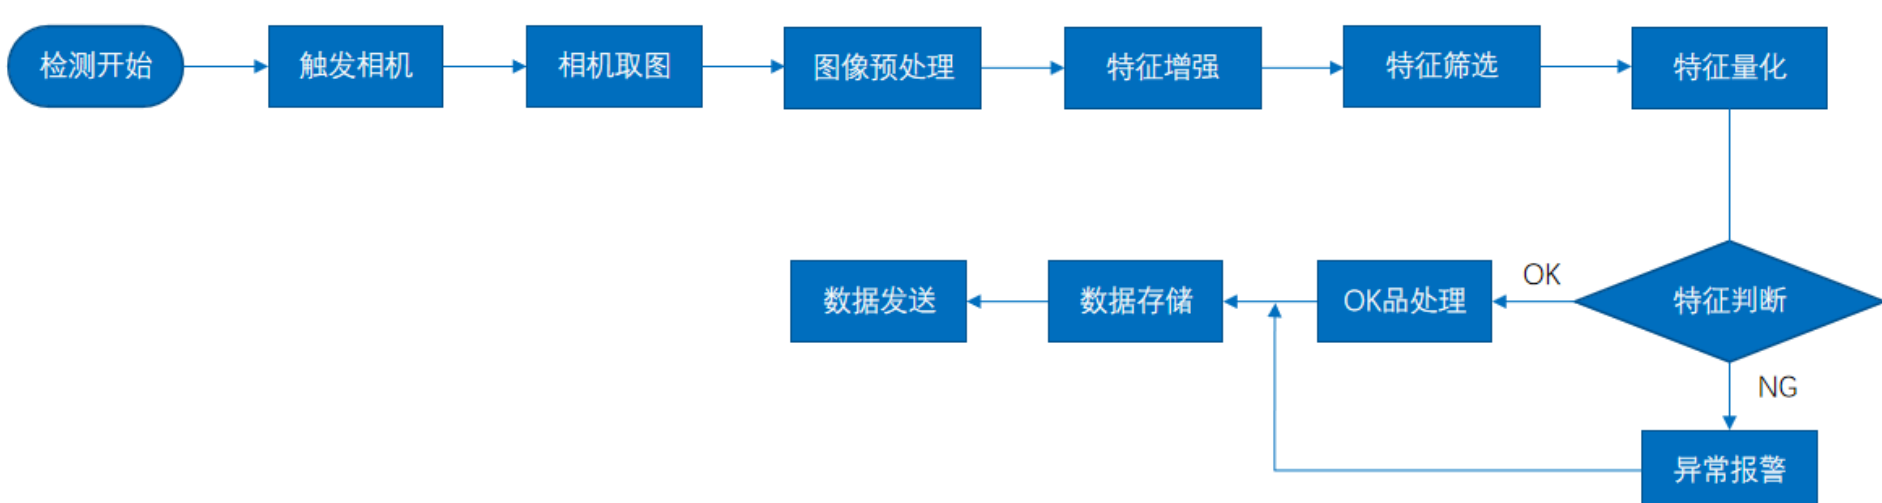 检测开始
触发相机
相机取图
图像预处理
特征增强
特征筛选
特征量化
数据发送
数据存储
OK品处理
OK
特征判断
NG
异常报警